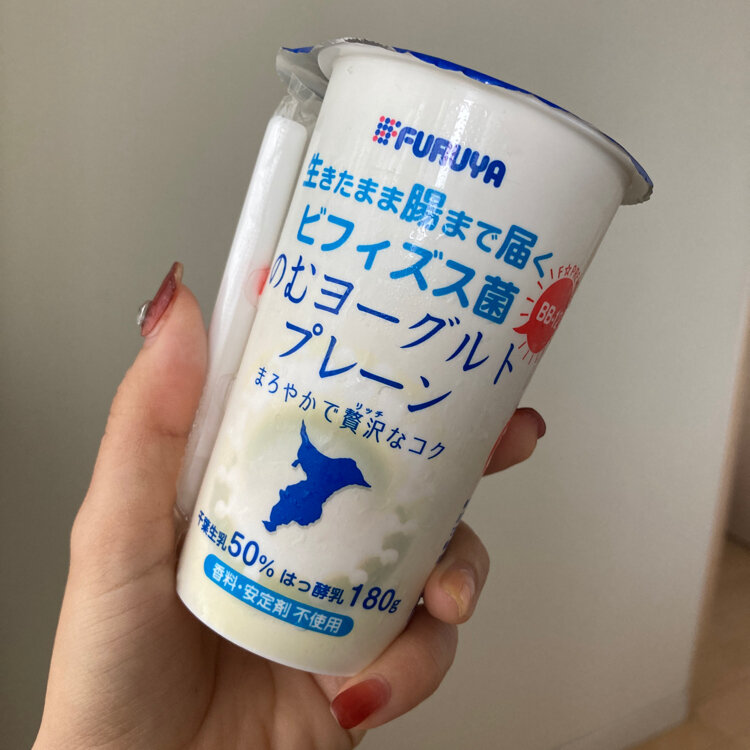 FURUYA
生きたまま腸まで届く
ビフィズス菌
のむヨーグルト
プレーン
まろやかで贅沢なコク
リッチ
千葉生乳50% はっ酵乳 180g
香料・安定剤 不使用